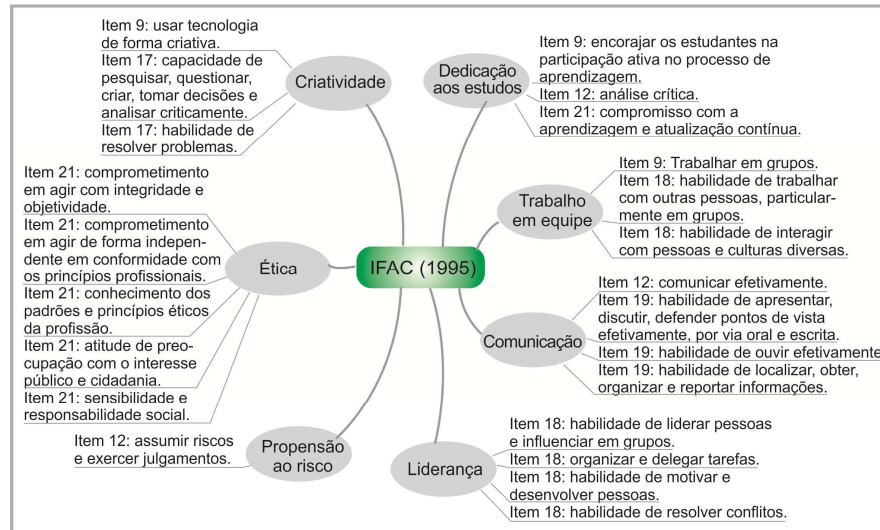 Item 9: usar tecnologia
de forma criativa.
Item 17: capacidade de
pesquisar, questionar,
criar, tomar decisões e
analisar criticamente.
Item 17: habilidade de
resolver problemas.
Criatividade
Dedicação
aos estudos
Item 9: encorajar os estudantes na
participação ativa no processo de
aprendizagem.
Item 12: análise crítica.
Item 21: compromisso com a
aprendizagem e atualização contínua.
Item 21: comprometimento
em agir com integridade e
objetividade.
Item 21: comprometimento
em agir de forma indepen-
dente em conformidade com
os princípios profissionais.
Item 21: conhecimento dos
padrões e princípios éticos
da profissão.
Item 21: atitude de preo-
cupação com o interesse
público e cidadania.
Item 21: sensibilidade e
responsabilidade social.
Ética
IFAC (1995)
Trabalho
em equipe
Item 9: Trabalhar em grupos.
Item 18: habilidade de trabalhar
com outras pessoas, particular-
mente em grupos.
Item 18: habilidade de interagir
com pessoas e culturas diversas.
Comunicação
Item 12: comunicar efetivamente.
Item 19: habilidade de apresentar,
discutir, defender pontos de vista
efetivamente, por via oral e escrita.
Item 19: habilidade de ouvir efetivamente
Item 19: habilidade de localizar, obter,
organizar e reportar informações.
Item 12: assumir riscos
e exercer julgamentos.
Propensão
ao risco
Liderança
Item 18: habilidade de liderar pessoas
e influenciar em grupos.
Item 18: organizar e delegar tarefas.
Item 18: habilidade de motivar e
desenvolver pessoas.
Item 18: habilidade de resolver conflitos.